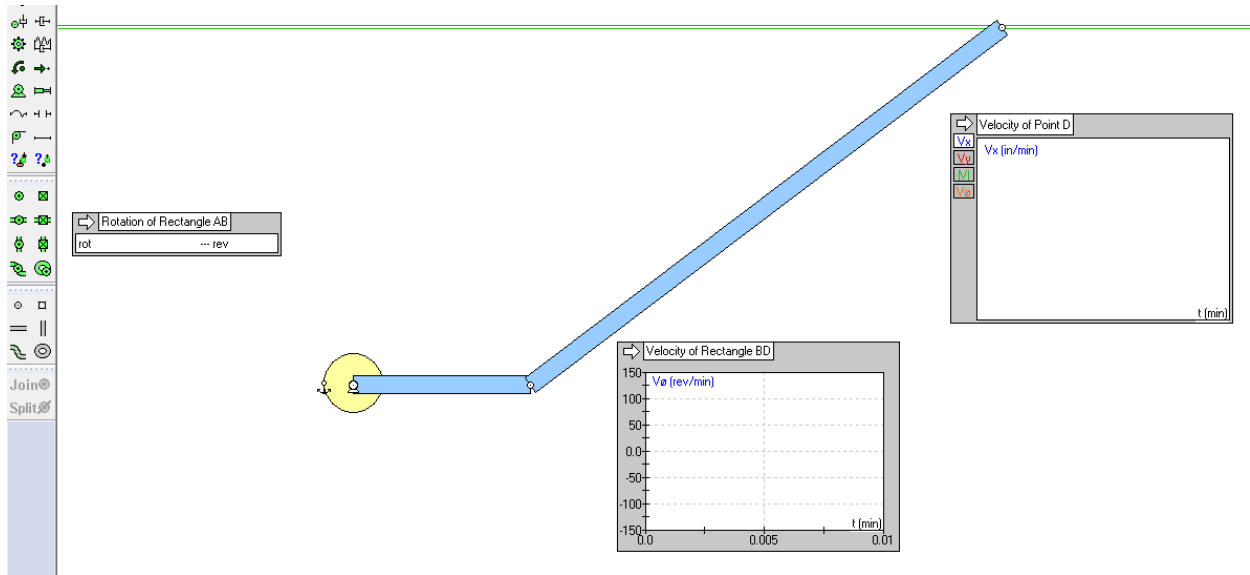 Rotation of Rectangle AB
rot --- rev
Velocity of Point D
Vx
Vy
|V|
Vø
Vx (in/min)
t (min)
Velocity of Rectangle BD
Vø (rev/min)
150
100
50
0.0
-50
-100
-150
t (min)
0.0
0.005
0.01
?
?
Join
Split